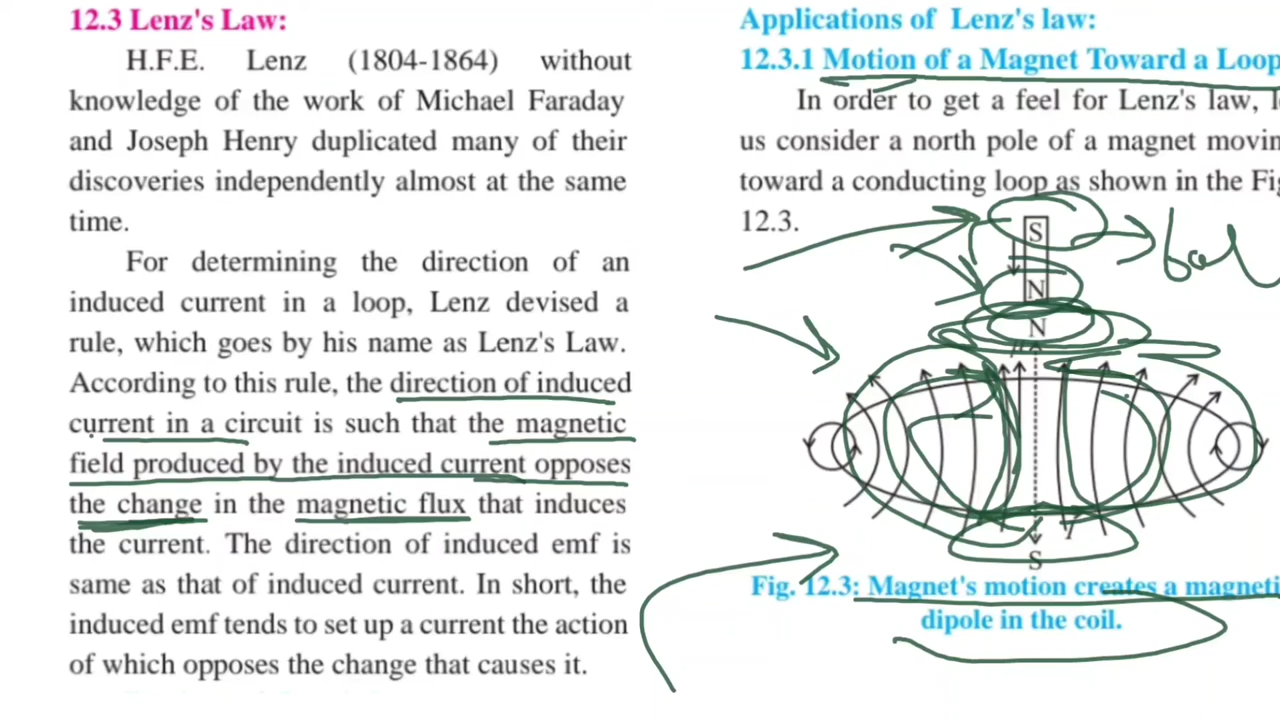 12.3 Lenz's Law:
H.F.E. Lenz (1804-1864) without
knowledge of the work of Michael Faraday
and Joseph Henry duplicated many of their
discoveries independently almost at the same
time.
For determining the direction of an
induced current in a loop, Lenz devised a
rule, which goes by his name as Lenz's Law.
According to this rule, the direction of induced
current in a circuit is such that the magnetic
field produced by the induced current opposes
the change in the magnetic flux that induces
the current. The direction of induced emf is
same as that of induced current. In short, the
induced emf tends to set up a current the action
of which opposes the change that causes it.
Applications of Lenz's law:
12.3.1 Motion of a Magnet Toward a Loop
In order to get a feel for Lenz's law,
us consider a north pole of a magnet movin
toward a conducting loop as shown in the Fig
12.3.
S
N
N
S
Fig. 12.3: Magnet's motion creates a magneti
dipole in the coil.